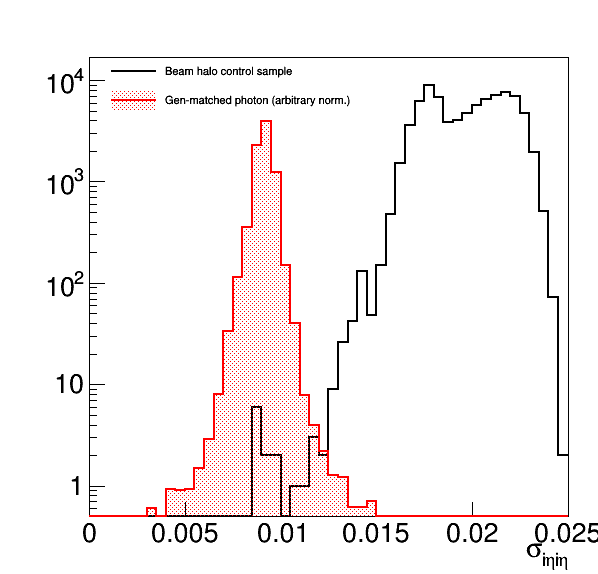 10⁴
Beam halo control sample
Gen-matched photon (arbitrary norm.)
10³
10²
10
1
0 0.005 0.01 0.015 0.02 0.025
σiηiη